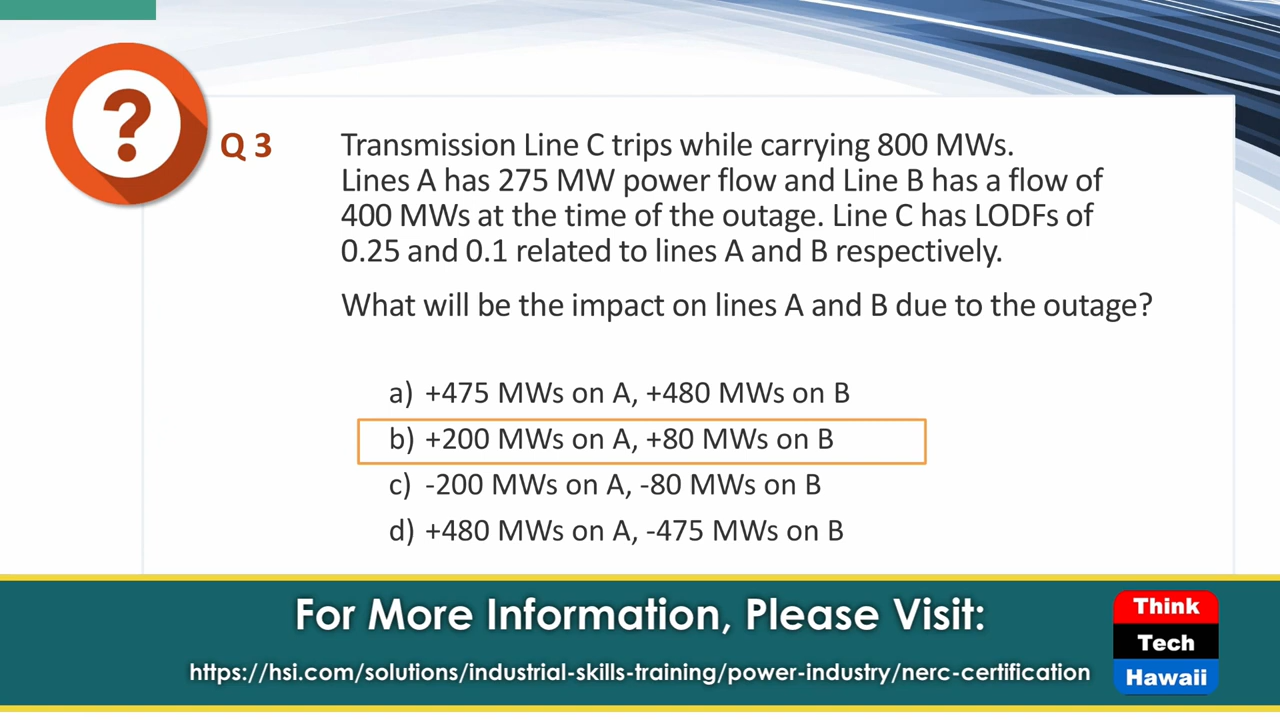 ?
Q 3
Transmission Line C trips while carrying 800 MWs.
Lines A has 275 MW power flow and Line B has a flow of
400 MWs at the time of the outage. Line C has LODFs of
0.25 and 0.1 related to lines A and B respectively.
What will be the impact on lines A and B due to the outage?
a) +475 MWs on A, +480 MWs on B
b) +200 MWs on A, +80 MWs on B
c) -200 MWs on A, -80 MWs on B
d) +480 MWs on A, -475 MWs on B
For More Information, Please Visit:
https://hsi.com/solutions/industrial-skills-training/power-industry/nerc-certification
Think
Tech
Hawaii